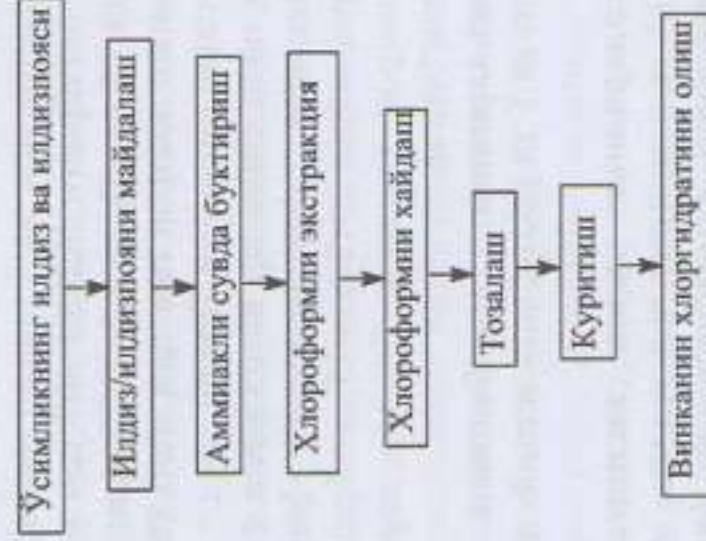 Ўсимликнинг илдиз ва илдизпояси
Илдиз/илдизпояни майдалаш
Аммиакли сувда буктириш
Хлороформли экстракция
Хлороформни хайдаш
Тозалаш
Куритиш
Винканин хлоргидратини олиш